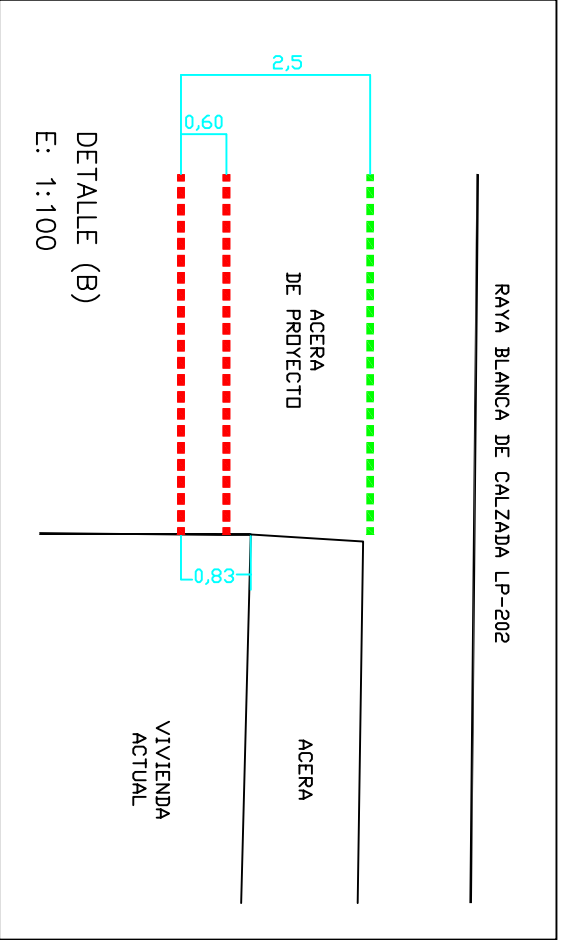 RAYA BLANCA DE CALZADA LP-202
2,5
0,60
ACERA
DE PROYECTO
0,83
ACERA
VIVIENDA
ACTUAL
DETALLE (B)
E: 1:100